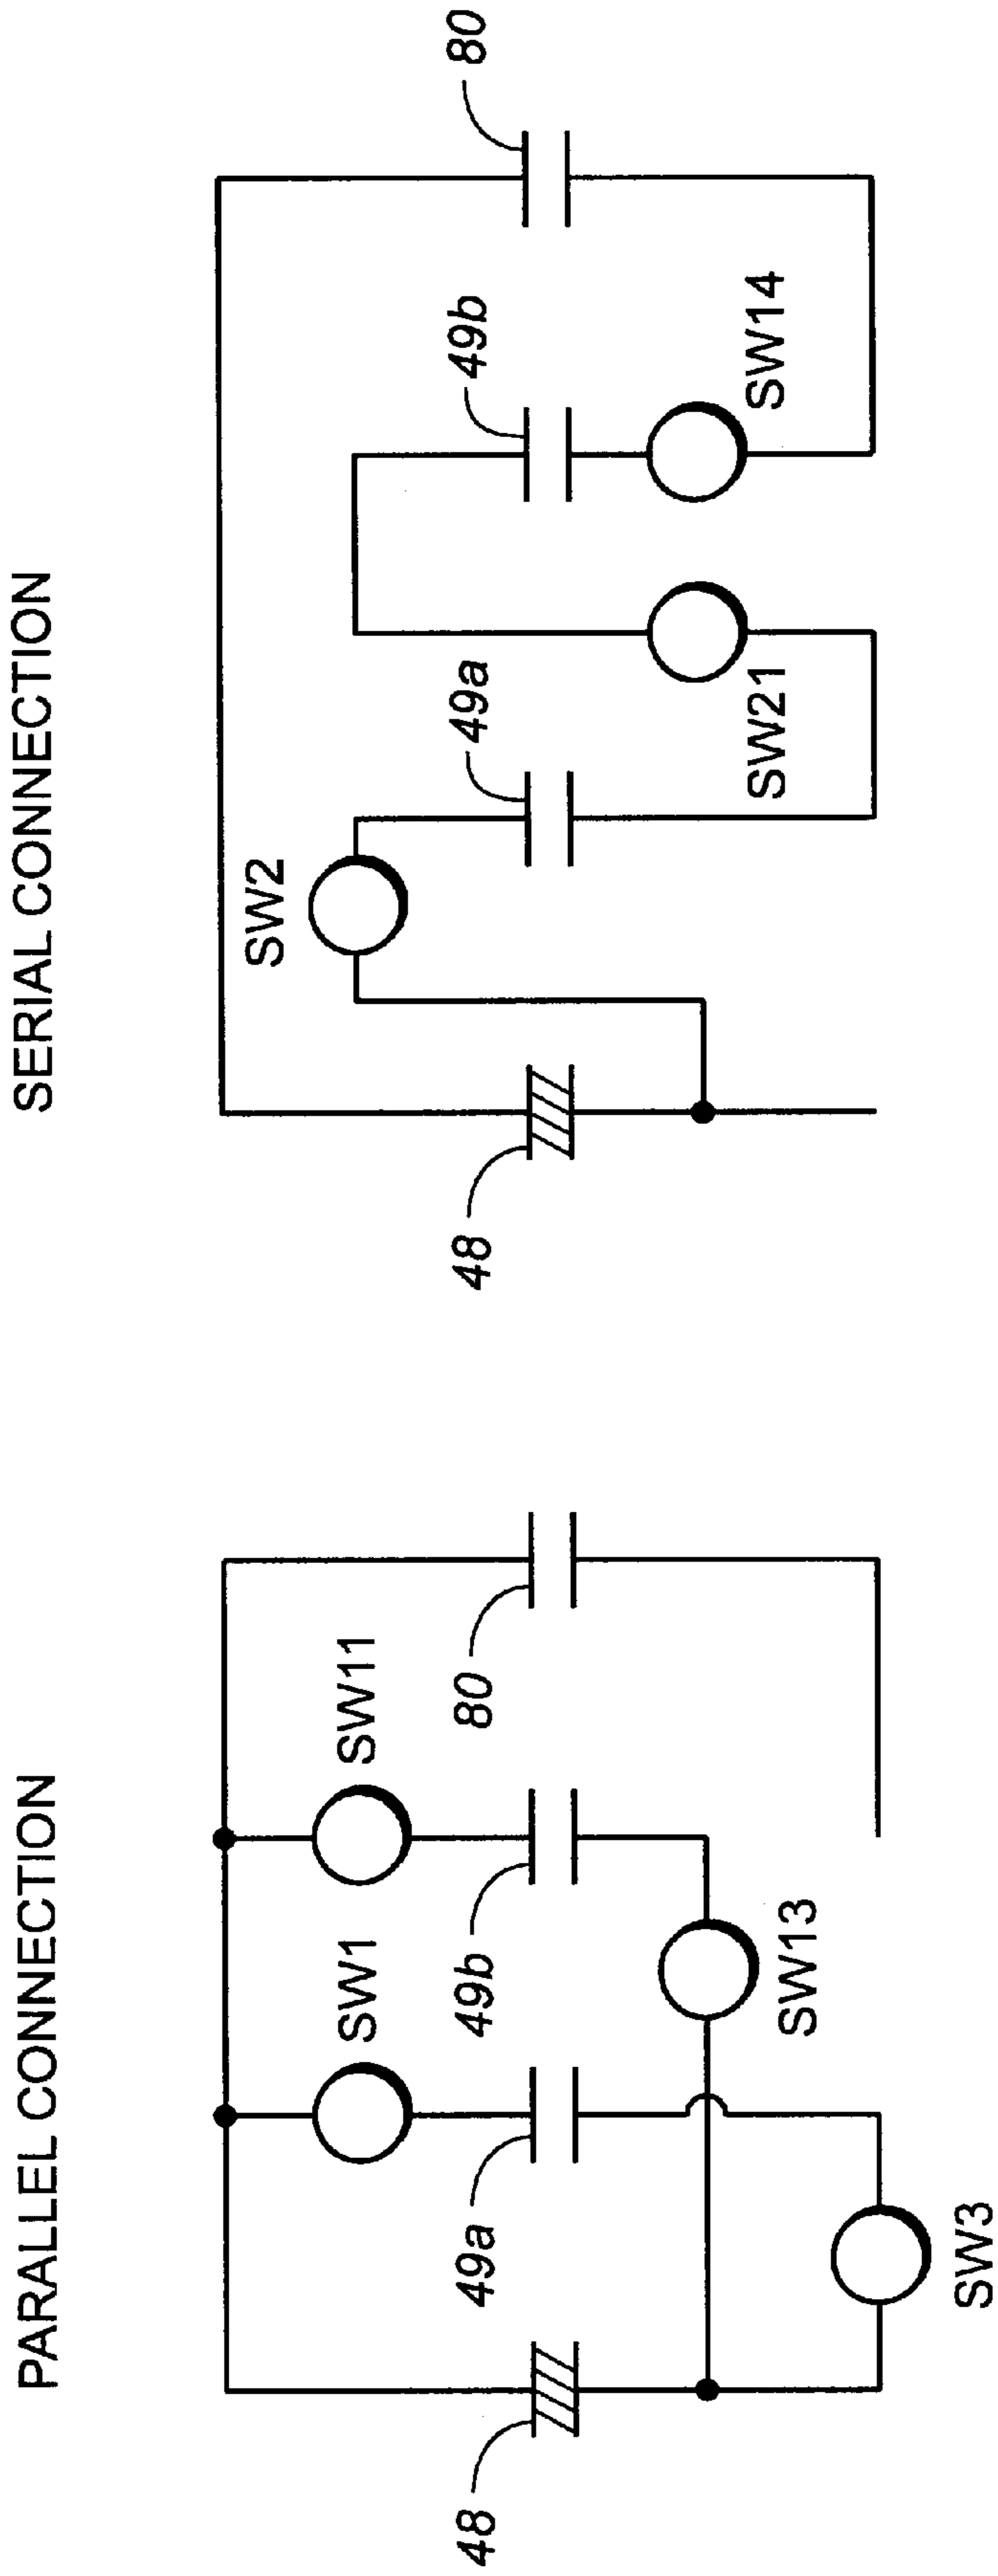 PARALLEL CONNECTION
SW1
SW11
48
49a
49b
80
SW13
SW3
SERIAL CONNECTION
SW2
48
49a
49b
80
SW21
SW14